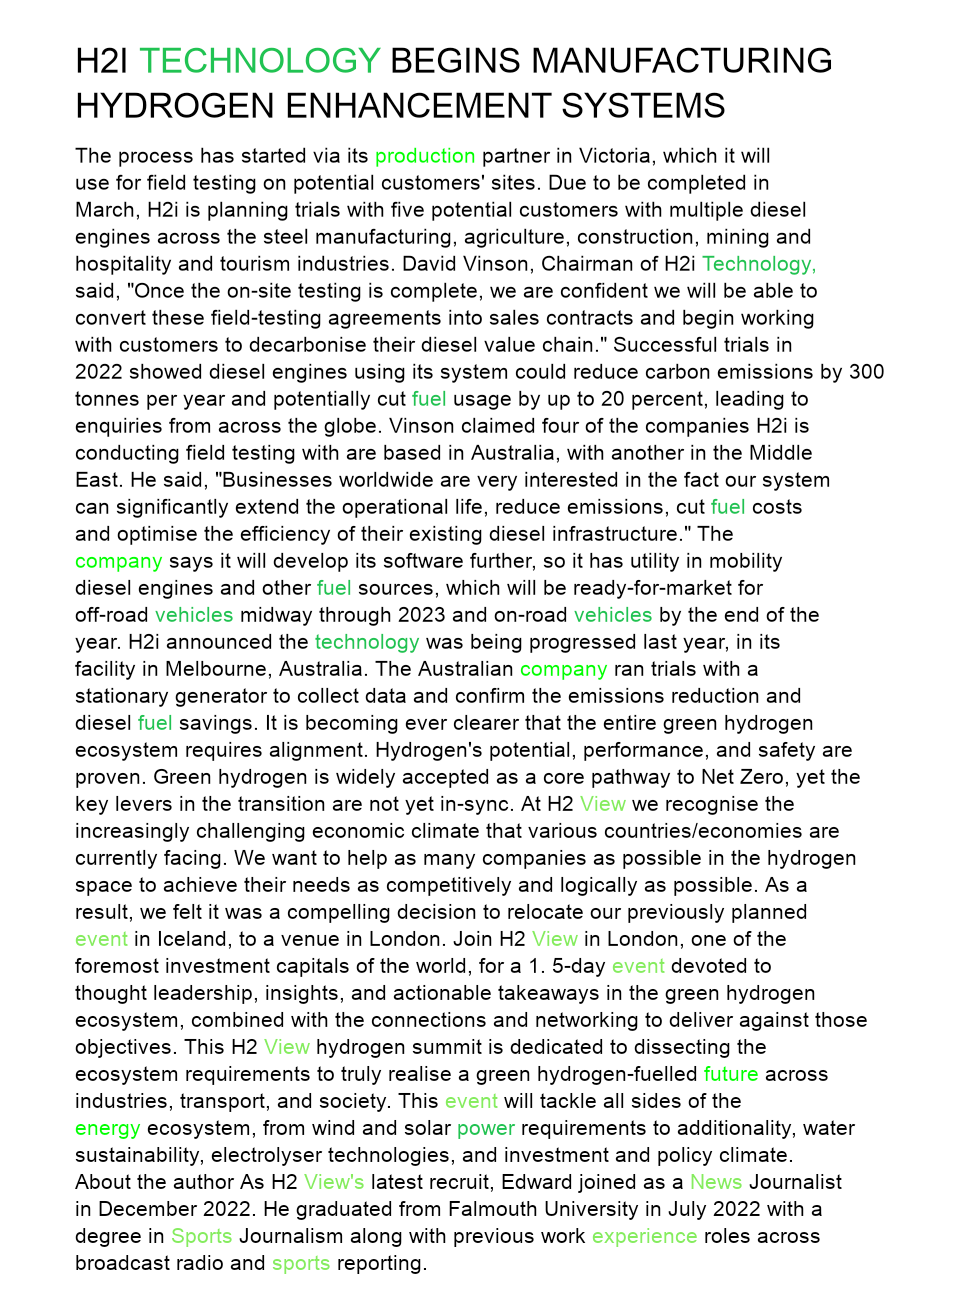 H2I TECHNOLOGY BEGINS MANUFACTURING
HYDROGEN ENHANCEMENT SYSTEMS
The process has started via its production partner in Victoria, which it will
use for field testing on potential customers' sites. Due to be completed in
March, H2i is planning trials with five potential customers with multiple diesel
engines across the steel manufacturing, agriculture, construction, mining and
hospitality and tourism industries. David Vinson, Chairman of H2i Technology,
said, "Once the on-site testing is complete, we are confident we will be able to
convert these field-testing agreements into sales contracts and begin working
with customers to decarbonise their diesel value chain." Successful trials in
2022 showed diesel engines using its system could reduce carbon emissions by 300
tonnes per year and potentially cut fuel usage by up to 20 percent, leading to
enquiries from across the globe. Vinson claimed four of the companies H2i is
conducting field testing with are based in Australia, with another in the Middle
East. He said, "Businesses worldwide are very interested in the fact our system
can significantly extend the operational life, reduce emissions, cut fuel costs
and optimise the efficiency of their existing diesel infrastructure." The
company says it will develop its software further, so it has utility in mobility
diesel engines and other fuel sources, which will be ready-for-market for
off-road vehicles midway through 2023 and on-road vehicles by the end of the
year. H2i announced the technology was being progressed last year, in its
facility in Melbourne, Australia. The Australian company ran trials with a
stationary generator to collect data and confirm the emissions reduction and
diesel fuel savings. It is becoming ever clearer that the entire green hydrogen
ecosystem requires alignment. Hydrogen's potential, performance, and safety are
proven. Green hydrogen is widely accepted as a core pathway to Net Zero, yet the
key levers in the transition are not yet in-sync. At H2 View we recognise the
increasingly challenging economic climate that various countries/economies are
currently facing. We want to help as many companies as possible in the hydrogen
space to achieve their needs as competitively and logically as possible. As a
result, we felt it was a compelling decision to relocate our previously planned
event in Iceland, to a venue in London. Join H2 View in London, one of the
foremost investment capitals of the world, for a 1. 5-day event devoted to
thought leadership, insights, and actionable takeaways in the green hydrogen
ecosystem, combined with the connections and networking to deliver against those
objectives. This H2 View hydrogen summit is dedicated to dissecting the
ecosystem requirements to truly realise a green hydrogen-fuelled future across
industries, transport, and society. This event will tackle all sides of the
energy ecosystem, from wind and solar power requirements to additionality, water
sustainability, electrolyser technologies, and investment and policy climate.
About the author As H2 View's latest recruit, Edward joined as a News Journalist
in December 2022. He graduated from Falmouth University in July 2022 with a
degree in Sports Journalism along with previous work experience roles across
broadcast radio and sports reporting.